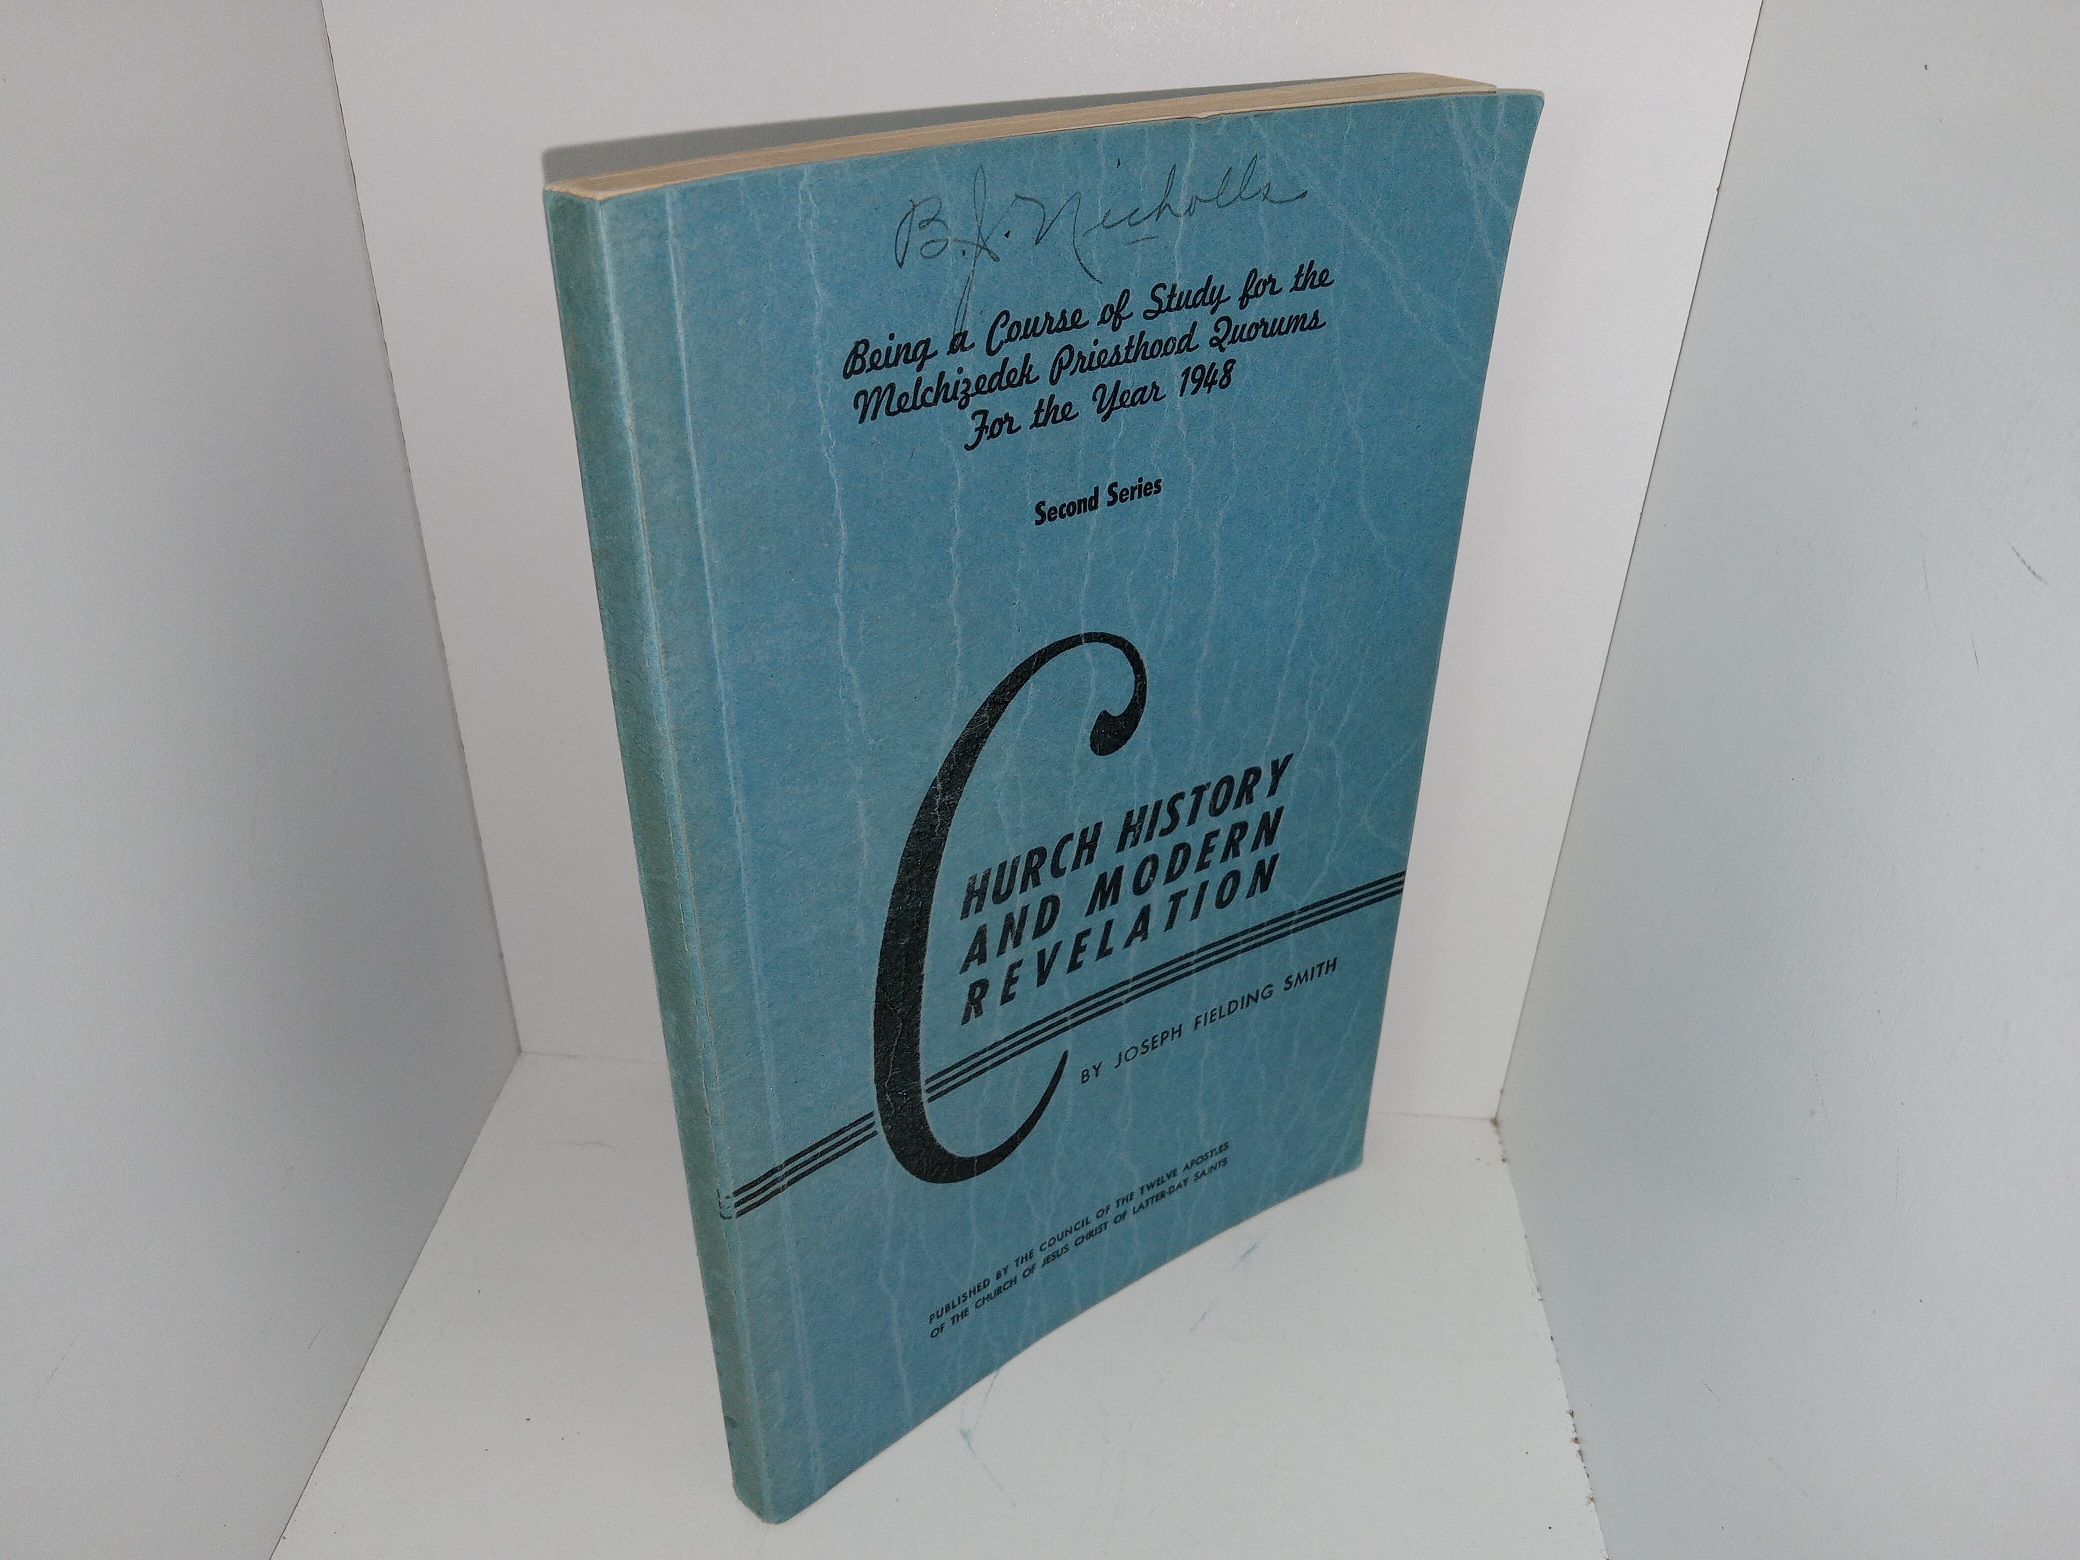 B. J. Nicholls
Being a Course of Study for the
Melchizedek Priesthood Quorums
For the Year 1948
Second Series
CHURCH HISTORY
AND MODERN
REVELATION
BY JOSEPH FIELDING SMITH
PUBLISHED BY THE COUNCIL OF THE TWELVE APOSTLES
OF THE CHURCH OF JESUS CHRIST OF LATTER-DAY SAINTS